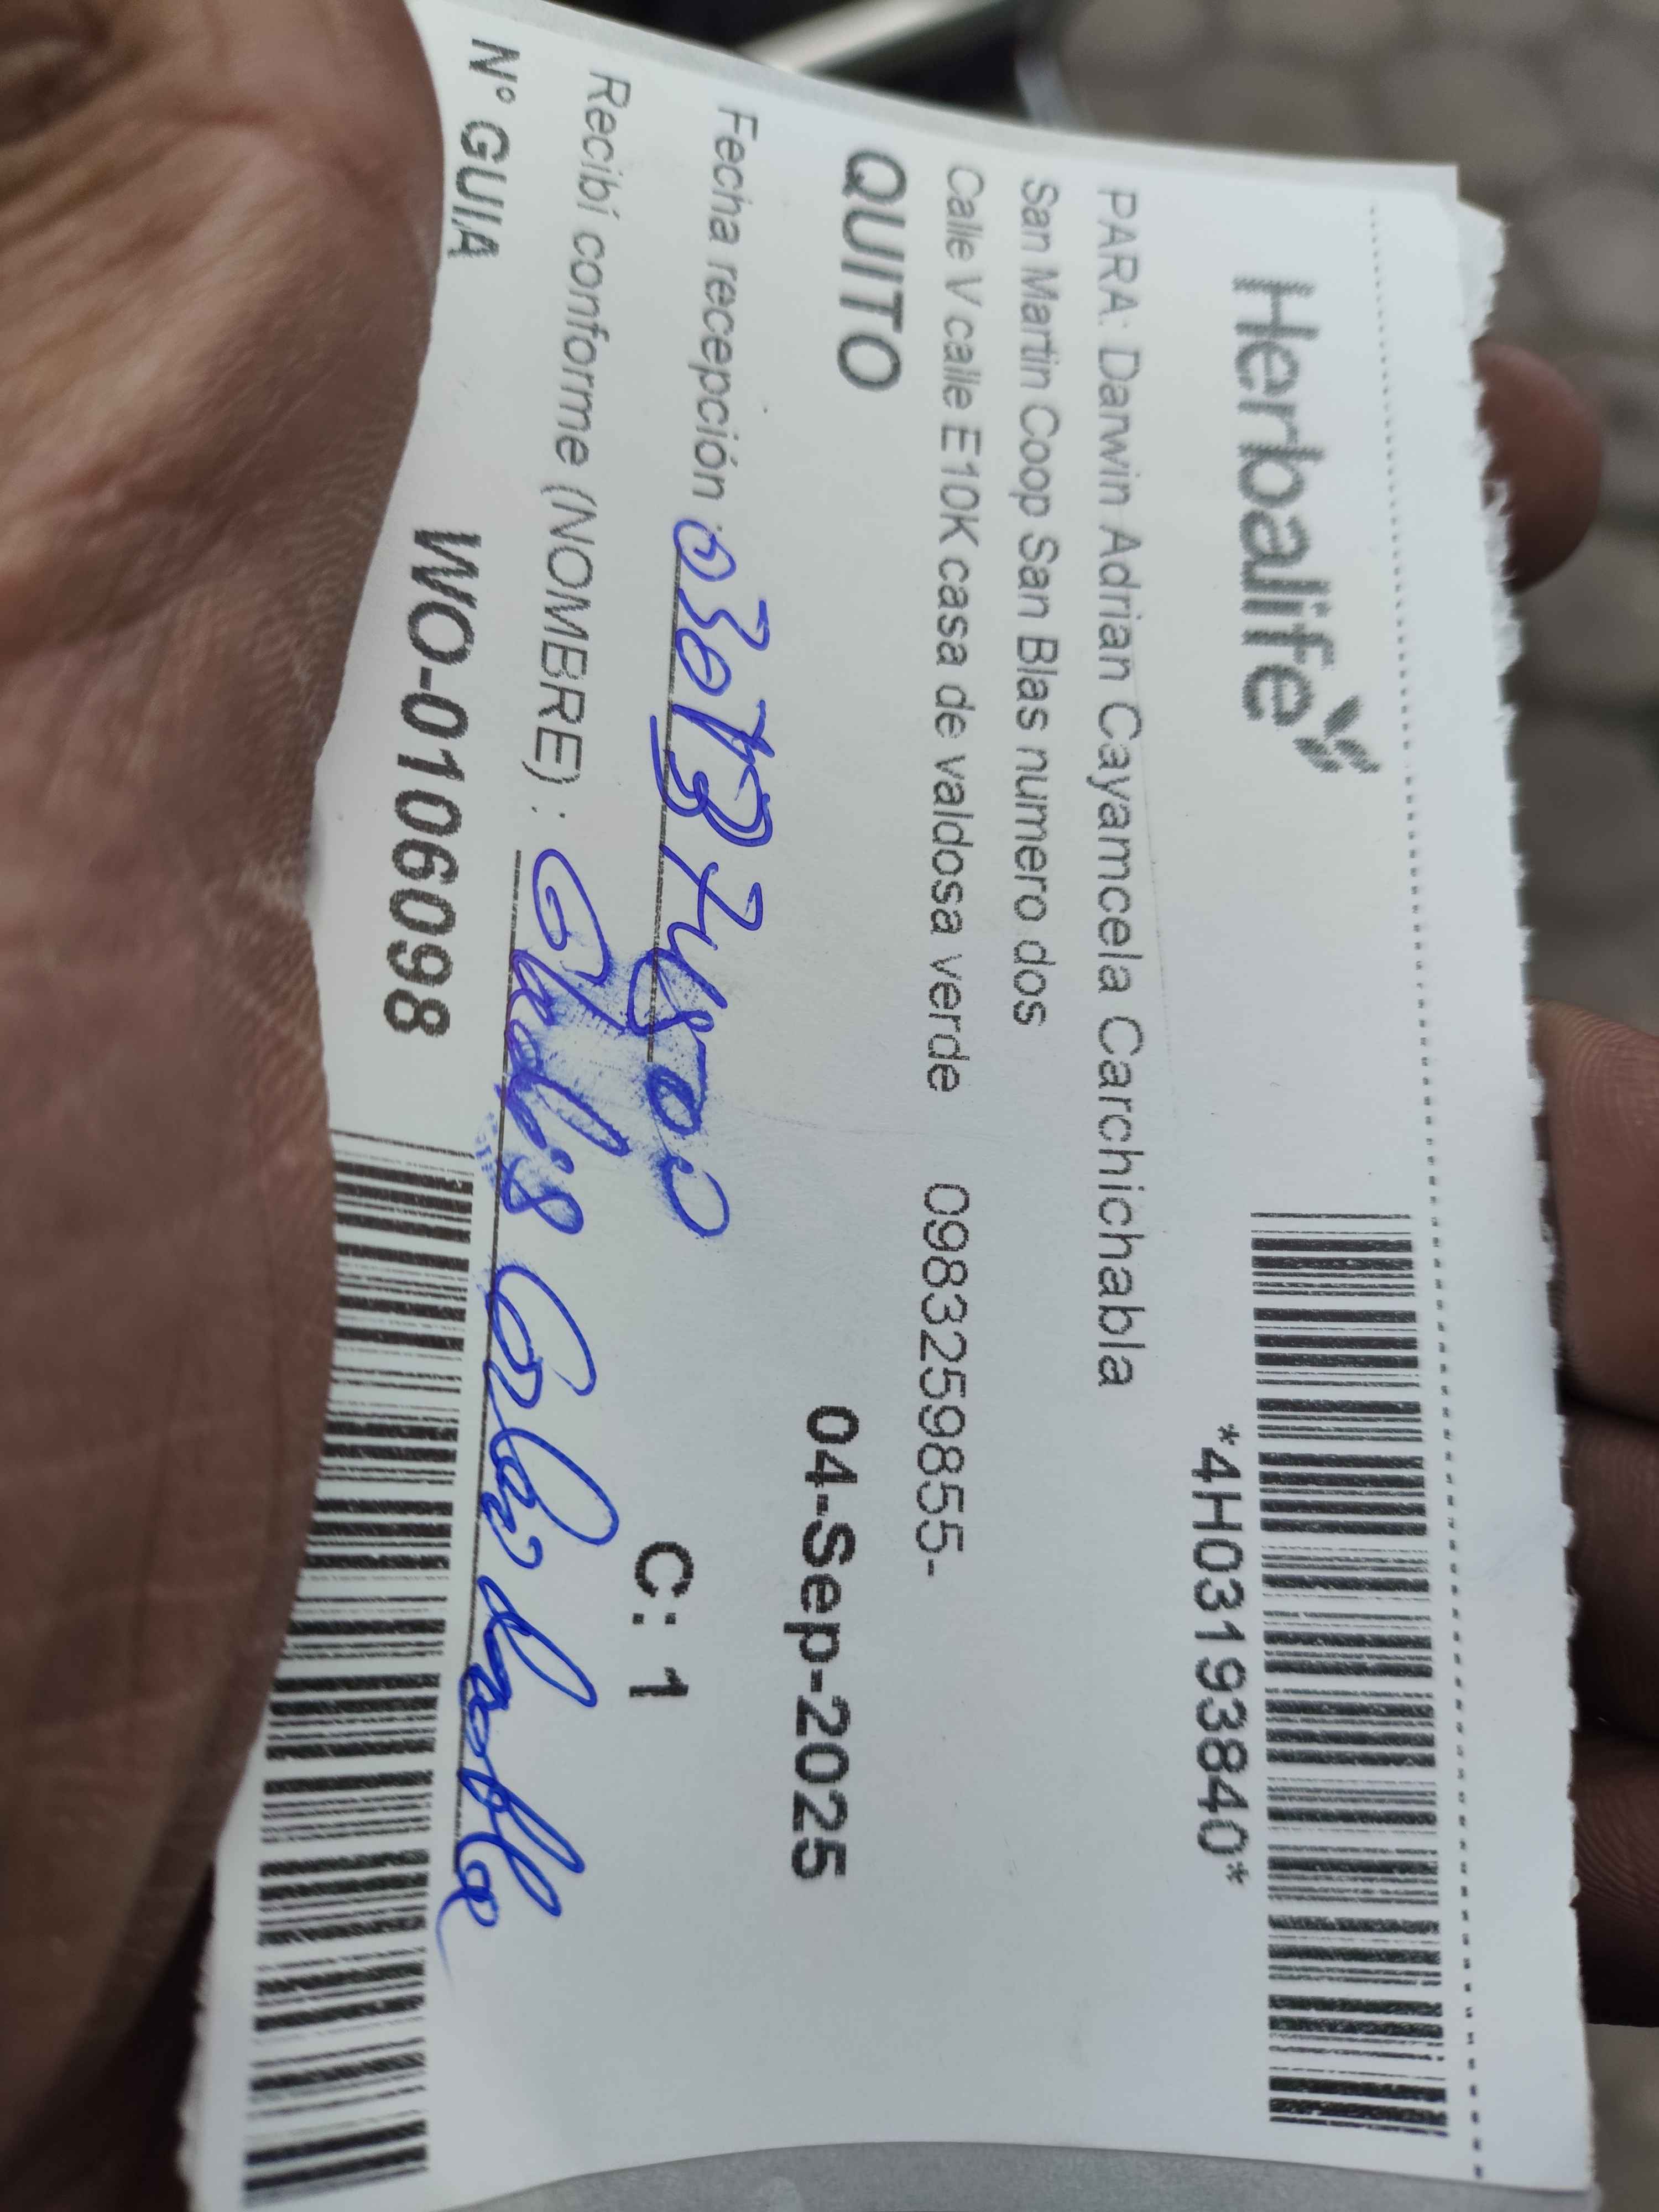 Herbalife
*4H03193840*
PARA: Darwin Adrian Cayamcela Carchichabla
San Martin Coop San Blas numero dos
Calle V calle E10K casa de valdosa verde 0983259855-
QUITO 04-Sep-2025
Fecha recepción :
C: 1
Recibí conforme (NOMBRE) :
N° GUIA WO-0106098